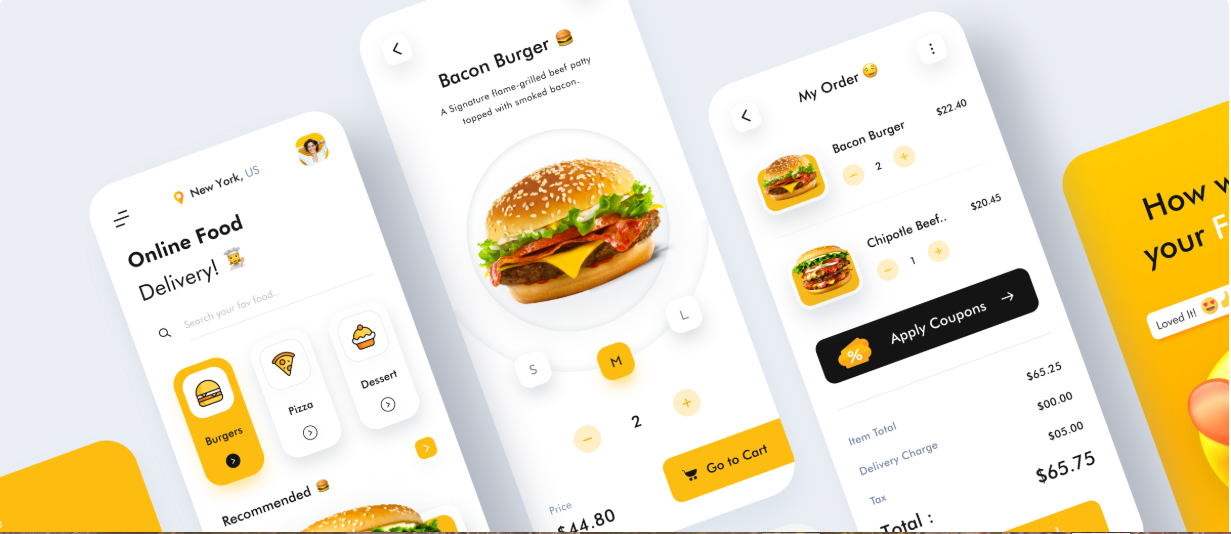 New York, US
Online Food
Delivery!
Search your fav food...
Burgers
Pizza
Dessert
Recommended
Bacon Burger
A Signature flame-grilled beef patty
topped with smoked bacon.
S
M
L
2
Go to Cart
Price
$44.80
My Order
Bacon Burger
$22.40
2
Chipotle Beef..
$20.45
1
%
Apply Coupons
Item Total
$65.25
Delivery Charge
$00.00
Tax
$05.00
Total :
$65.75
How
your
Loved It!